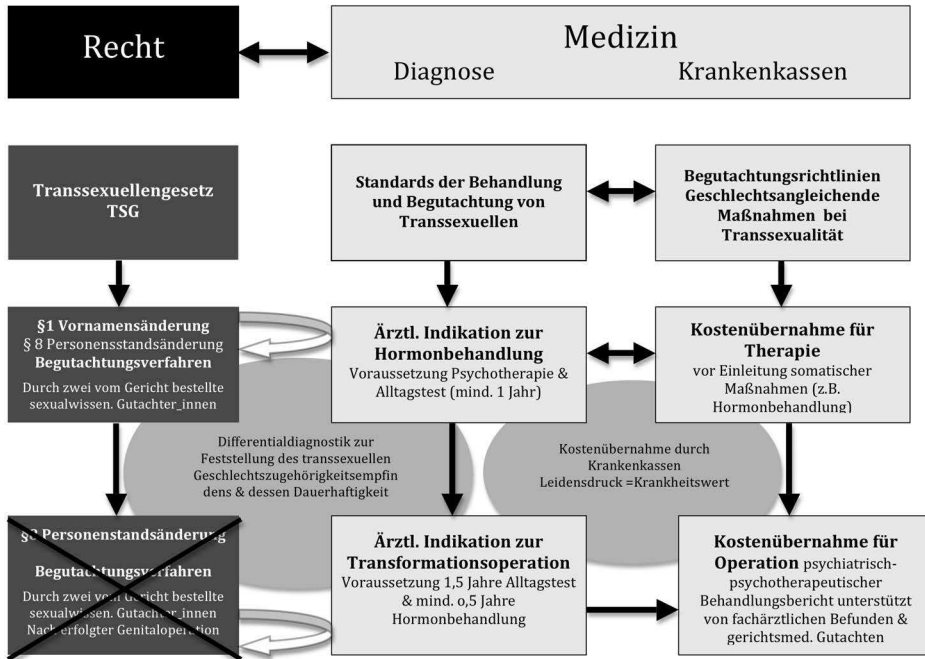 Recht
Medizin
Diagnose Krankenkassen
Transsexuellengesetz
TSG
Standards der Behandlung
und Begutachtung von
Transsexuellen
Begutachtungsrichtlinien
Geschlechtsangleichende
Maßnahmen bei
Transsexualität
§1 Vornamensänderung
§ 8 Personensstandsänderung
Begutachtungsverfahren
Durch zwei vom Gericht bestellte
sexualwissen. Gutachter_innen
Ärztl. Indikation zur
Hormonbehandlung
Voraussetzung Psychotherapie &
Alltagstest (mind. 1 Jahr)
Kostenübernahme für
Therapie
vor Einleitung somatischer
Maßnahmen (z.B.
Hormonbehandlung)
Differentialdiagnostik zur
Feststellung des transsexuellen
Geschlechtszugehörigkeitsempfin
dens & dessen Dauerhaftigkeit
Kostenübernahme durch
Krankenkassen
Leidensdruck =Krankheitswert
§8 Personenstandsänderung
Begutachtungsverfahren
Durch zwei vom Gericht bestellte
sexualwissen. Gutachter_innen
Nach erfolgter Genitaloperation
Ärztl. Indikation zur
Transformationsoperation
Voraussetzung 1,5 Jahre Alltagstest
& mind. 0,5 Jahre
Hormonbehandlung
Kostenübernahme für
Operation psychiatrisch-
psychotherapeutischer
Behandlungsbericht unterstützt
von fachärztlichen Befunden &
gerichtsmed. Gutachten